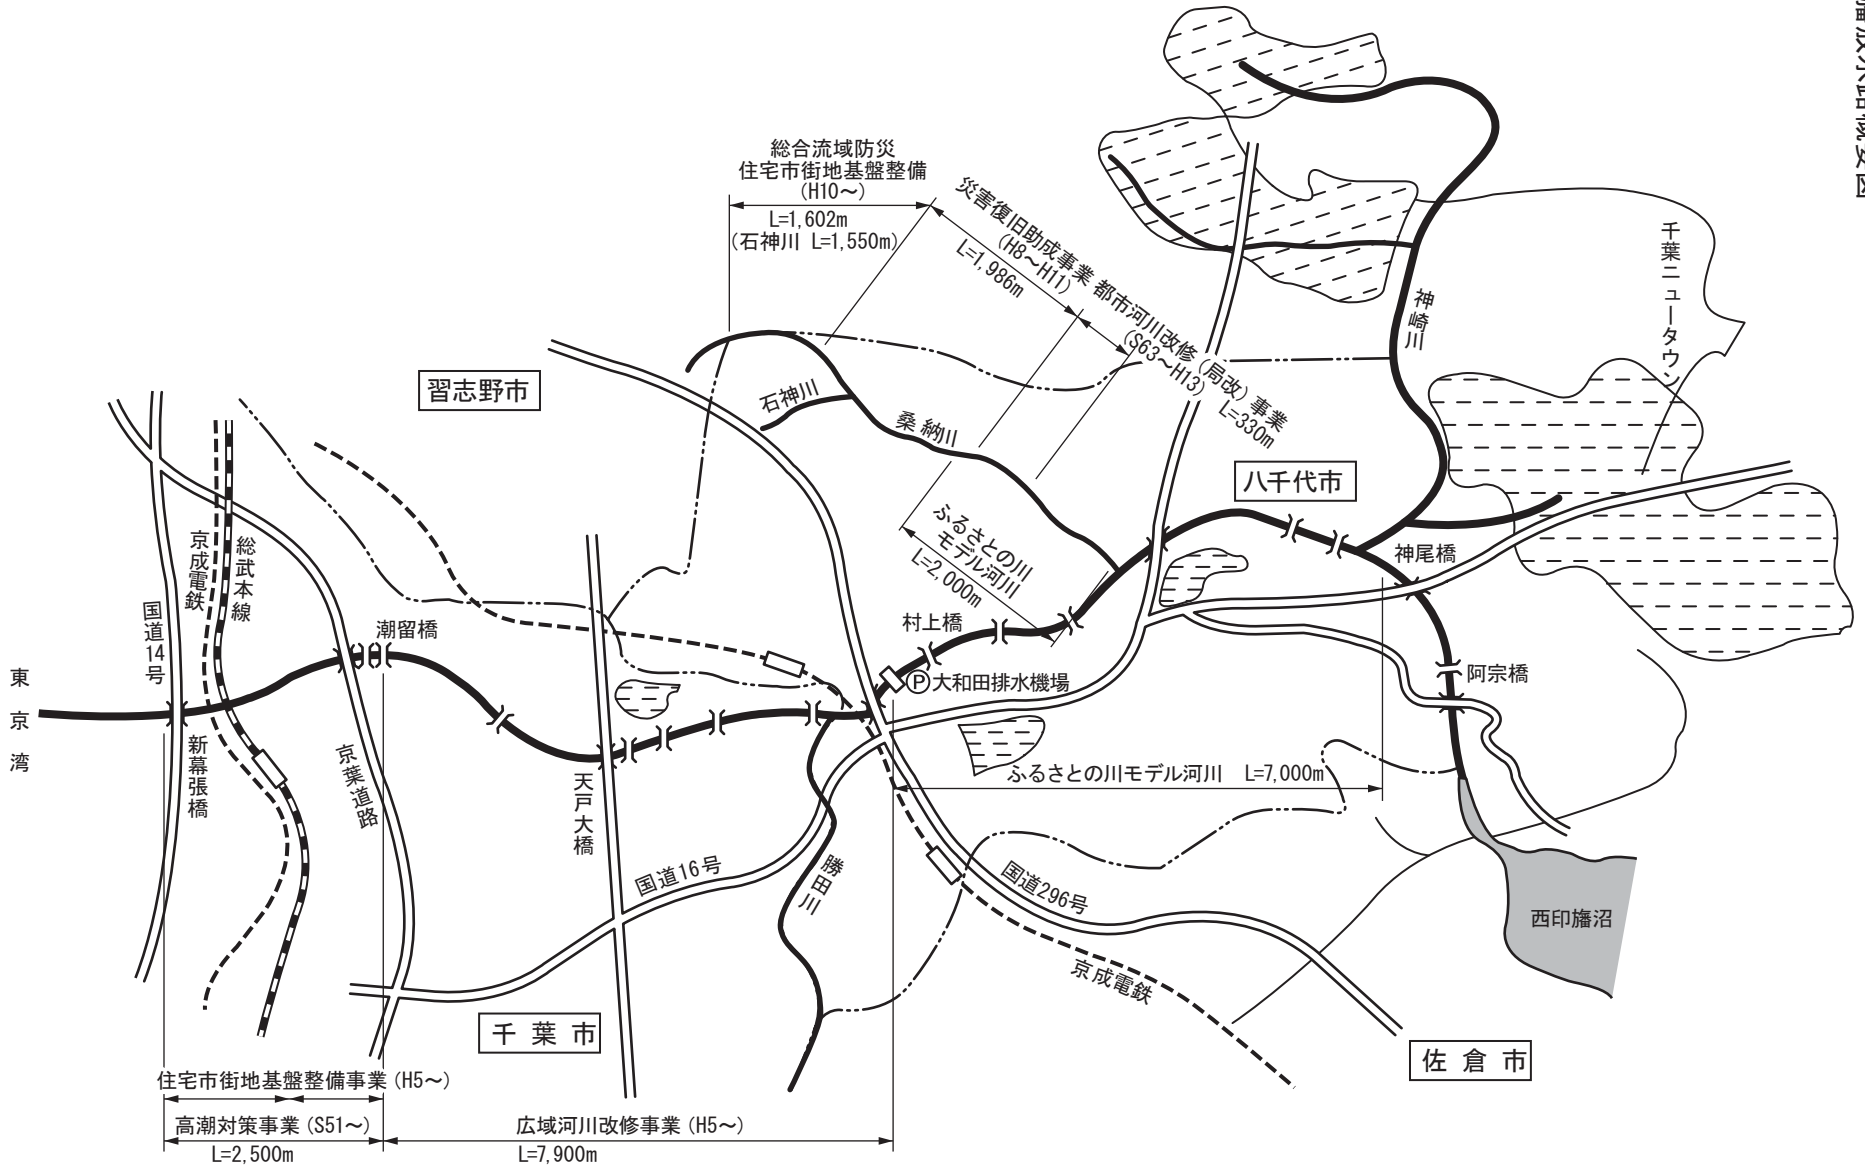 総合流域防災
住宅市街地基盤整備
(H10～)
L=1,602m
(石神川 L=1,550m)
災害復旧助成事業
(H8～H11)
L=1,986m
都市河川改修(局改)事業
(S63～H13)
L=330m
千葉ニュータウン
神崎川
習志野市
石神川
桑納川
八千代市
ふるさとの川
モデル河川
L=2,000m
神尾橋
京成電鉄
総武本線
国道14号
潮留橋
村上橋
東京湾
P
大和田排水機場
阿宗橋
新幕張橋
京葉道路
天戸大橋
ふるさとの川モデル河川 L=7,000m
国道16号
勝田川
国道296号
西印旛沼
京成電鉄
千葉市
佐倉市
住宅市街地基盤整備事業(H5～)
高潮対策事業(S51～)
L=2,500m
広域河川改修事業(H5～)
L=7,900m